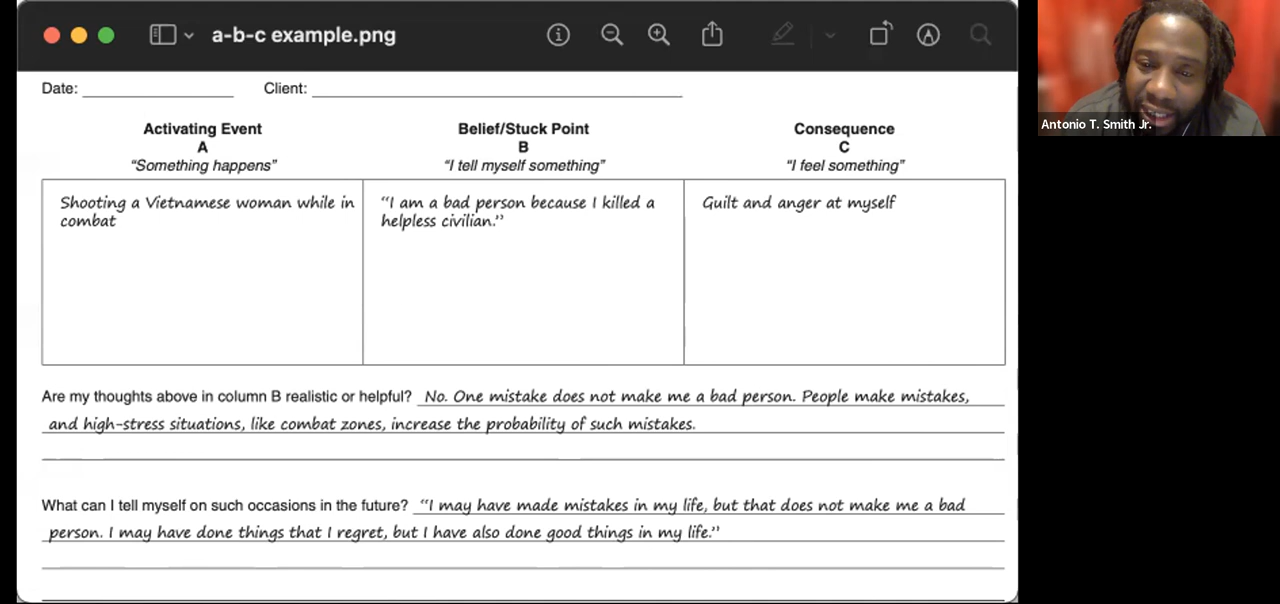 a-b-c example.png
Antonio T. Smith Jr.
Date: Client:
Activating Event
A
"Something happens"
Belief/Stuck Point
B
"I tell myself something"
Consequence
C
"I feel something"
Shooting a Vietnamese woman while in
combat
"I am a bad person because I killed a
helpless civilian."
Guilt and anger at myself
Are my thoughts above in column B realistic or helpful? No. One mistake does not make me a bad person. People make mistakes,
and high-stress situations, like combat zones, increase the probability of such mistakes.
What can I tell myself on such occasions in the future? "I may have made mistakes in my life, but that does not make me a bad
person. I may have done things that I regret, but I have also done good things in my life."